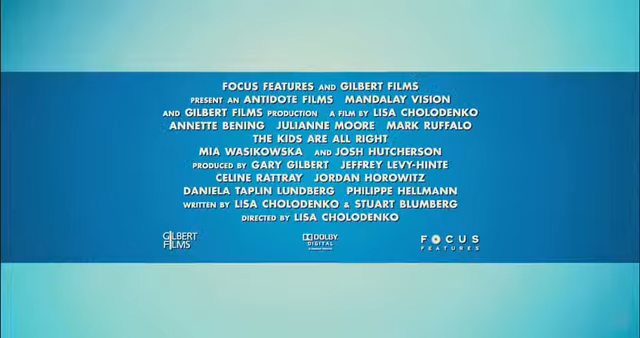 FOCUS FEATURES AND GILBERT FILMS
PRESENT AN ANTIDOTE FILMS MANDALAY VISION
AND GILBERT FILMS PRODUCTION A FILM BY LISA CHOLODENKO
ANNETTE BENING JULIANNE MOORE MARK RUFFALO
THE KIDS ARE ALL RIGHT
MIA WASIKOWSKA AND JOSH HUTCHERSON
PRODUCED BY GARY GILBERT JEFFREY LEVY-HINTE
CELINE RATTRAY JORDAN HOROWITZ
DANIELA TAPLIN LUNDBERG PHILIPPE HELLMANN
WRITTEN BY LISA CHOLODENKO & STUART BLUMBERG
DIRECTED BY LISA CHOLODENKO
GILBERT
FILMS
DOLBY
DIGITAL
FOCUS
FEATURES